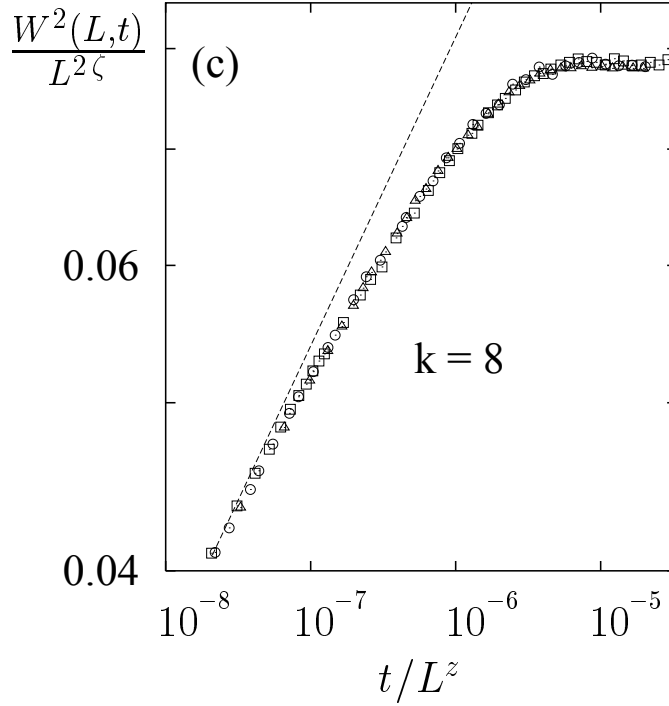 W²(L,t)
L^{2ζ}
(c)
0.06
k = 8
0.04
10⁻⁸ 10⁻⁷ 10⁻⁶ 10⁻⁵
t/L^z